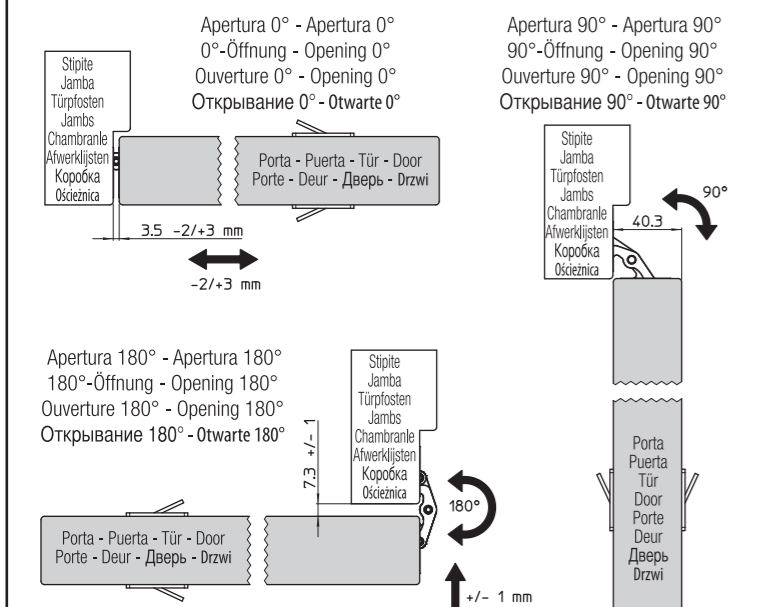 Apertura 0° - Apertura 0°
0°-Öffnung - Opening 0°
Ouverture 0° - Opening 0°
Открывание 0° - Otwarte 0°
Stipite
Jamba
Türpfosten
Jambs
Chambranle
Afwerklijsten
Коробка
Ościeżnica
Porta - Puerta - Tür - Door
Porte - Deur - Дверь - Drzwi
3.5 -2/+3 mm
-2/+3 mm
Apertura 90° - Apertura 90°
90°-Öffnung - Opening 90°
Ouverture 90° - Opening 90°
Открывание 90° - Otwarte 90°
Stipite
Jamba
Türpfosten
Jambs
Chambranle
Afwerklijsten
Коробка
Ościeżnica
90°
40.3
Porta
Puerta
Tür
Door
Porte
Deur
Дверь
Drzwi
Apertura 180° - Apertura 180°
180°-Öffnung - Opening 180°
Ouverture 180° - Opening 180°
Открывание 180° - Otwarte 180°
Stipite
Jamba
Türpfosten
Jambs
Chambranle
Afwerklijsten
Коробка
Ościeżnica
7.3 +/- 1
180°
Porta - Puerta - Tür - Door
Porte - Deur - Дверь - Drzwi
+/- 1 mm